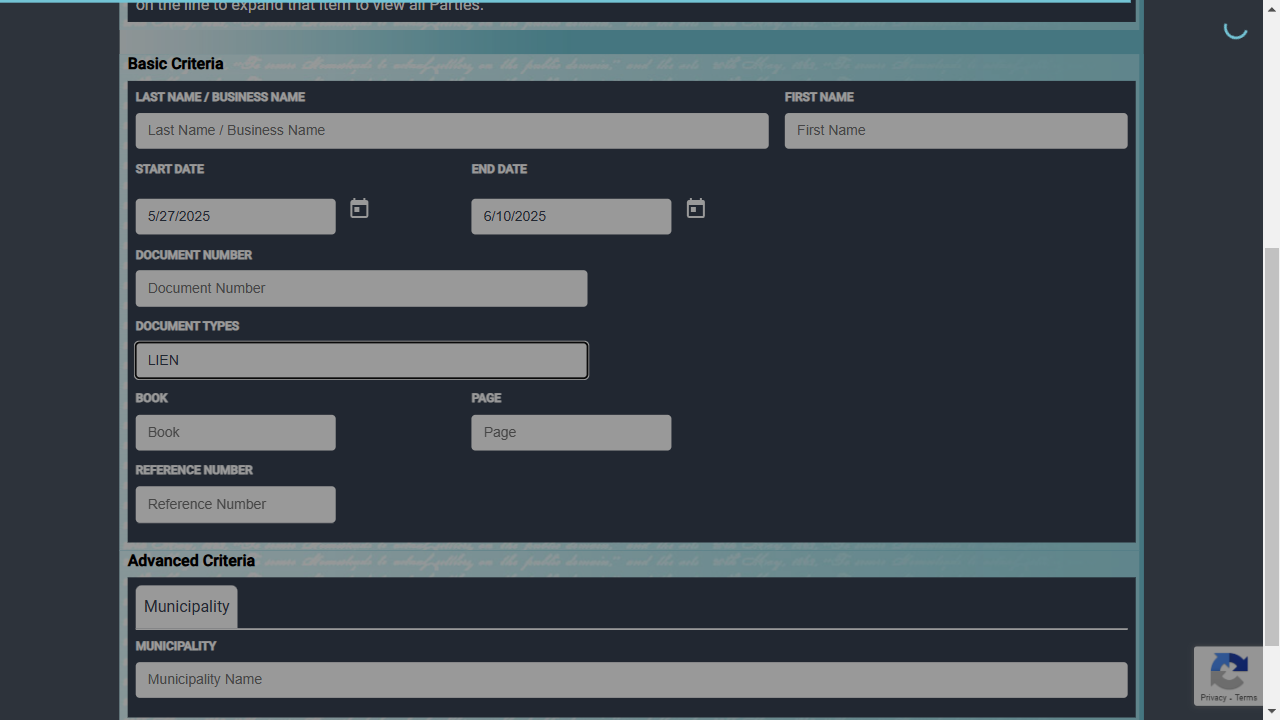 on the line to expand that item to view all Parties.
Basic Criteria
LAST NAME / BUSINESS NAME
FIRST NAME
Last Name / Business Name
First Name
START DATE
END DATE
5/27/2025
6/10/2025
DOCUMENT NUMBER
Document Number
DOCUMENT TYPES
LIEN
BOOK
PAGE
Book
Page
REFERENCE NUMBER
Reference Number
Advanced Criteria
Municipality
MUNICIPALITY
Municipality Name
Privacy - Terms